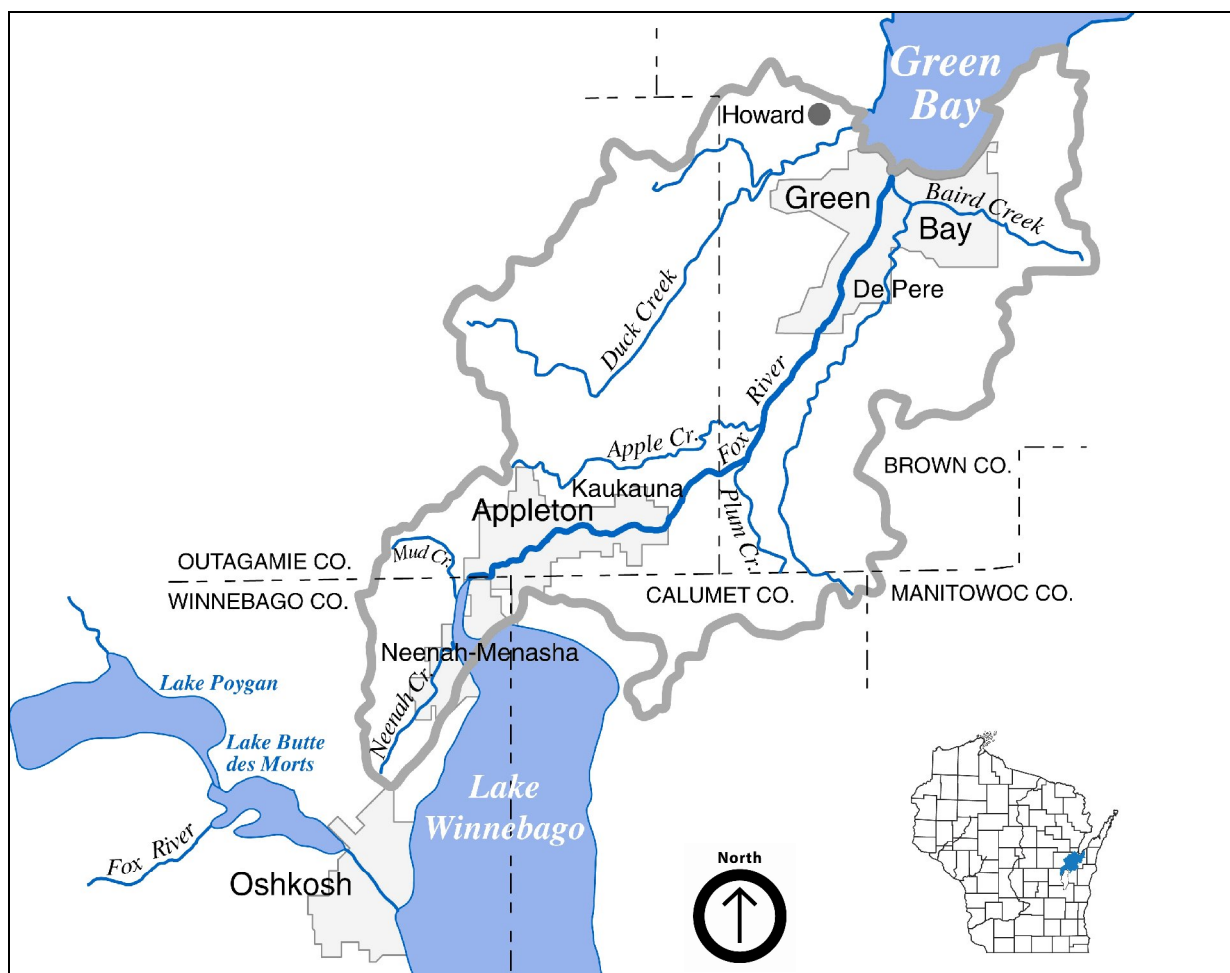 Green
Bay
Howard
Green
Bay
Baird Creek
De Pere
Duck Creek
River
Fox
Apple Cr.
Kaukauna
Appleton
Plum Cr.
BROWN CO.
Mud Cr.
OUTAGAMIE CO.
WINNEBAGO CO.
CALUMET CO.
MANITOWOC CO.
Neenah-Menasha
Neenah Cr.
Lake Poygan
Lake Butte
des Morts
Lake
Winnebago
Fox River
Oshkosh
North